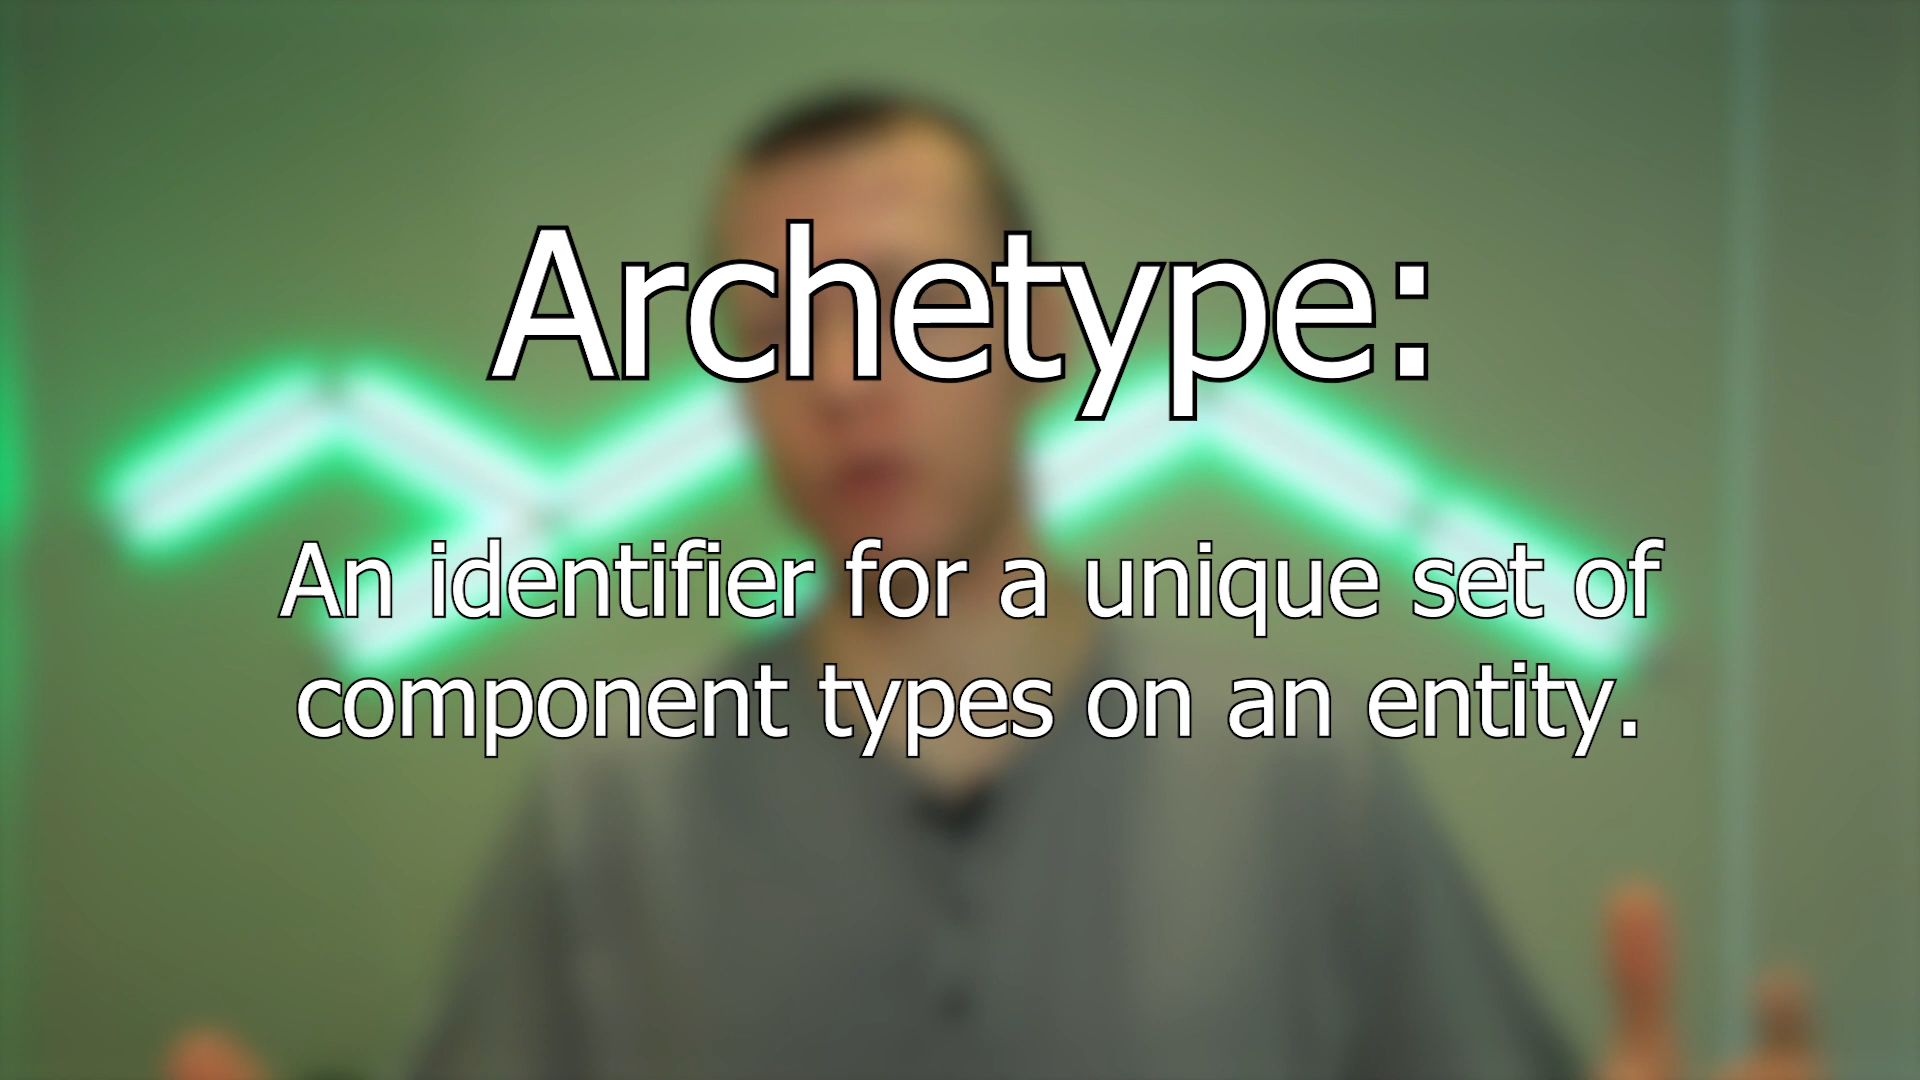 Archetype:
An identifier for a unique set of
component types on an entity.